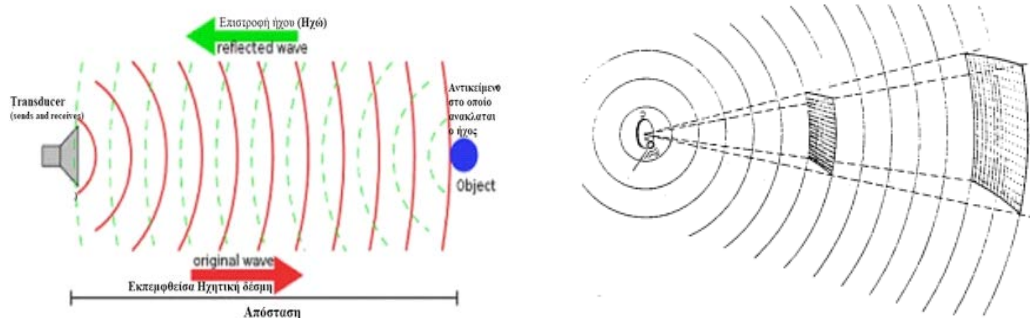 Επιστροφή ήχου (Ηχώ)
reflected wave
Transducer
(sends and receives)
Αντικείμενο
στο οποίο
ανακλαται
ο ήχος
Object
original wave
Εκπεμφθείσα Ηχητική δέσμη
Απόσταση